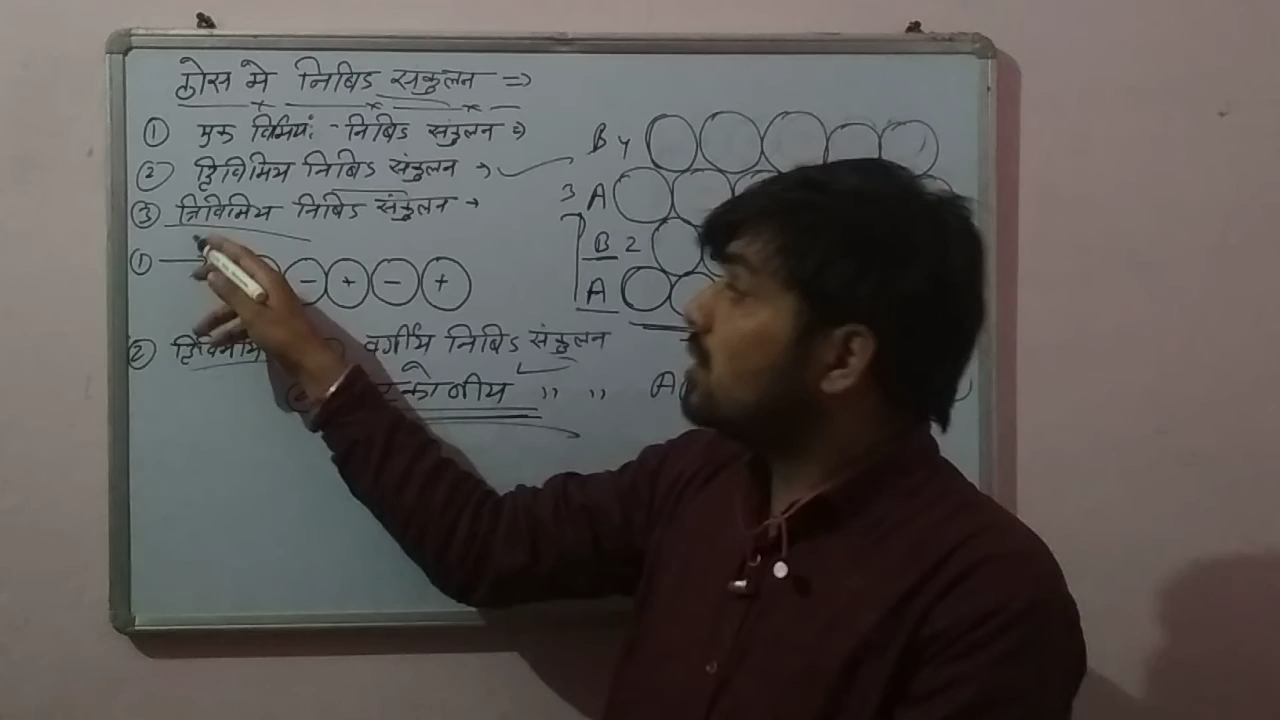 ठोस मे निबिड संकुलन ⇒
① एक विमिय: - निबिड संकुलन ⇒
② द्विविमिय निबिड संकुलन →
③ त्रिविमिय निबिड संकुलन →
① - + - +
② वर्गीय निबिड संकुलन
" "
B 4
3 A
B 2
A
A